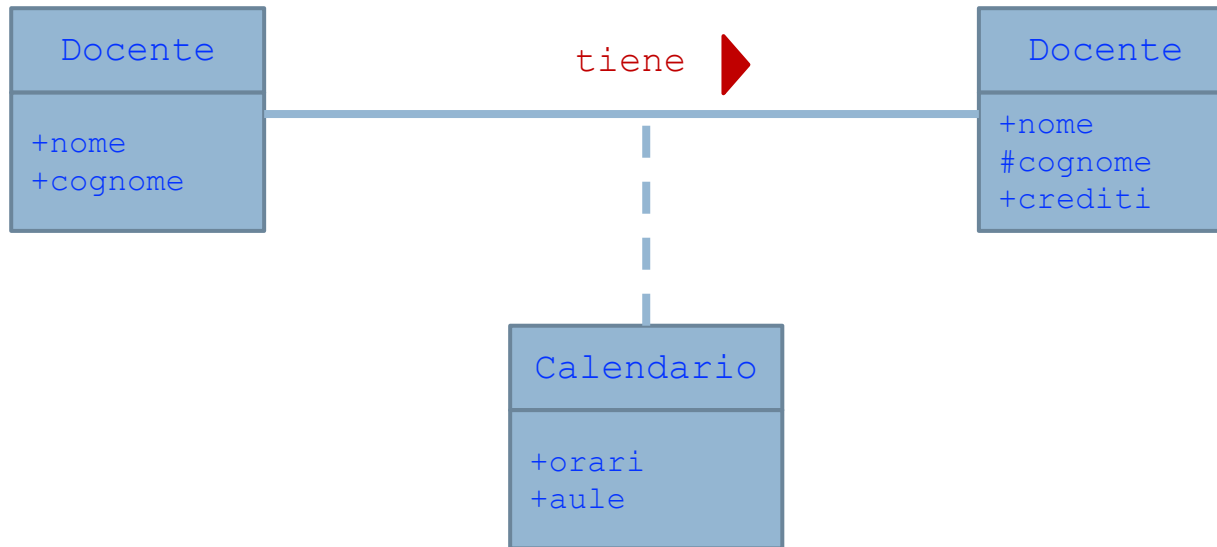 Docente
+nome
+cognome
tiene
Docente
+nome
#cognome
+crediti
Calendario
+orari
+aule